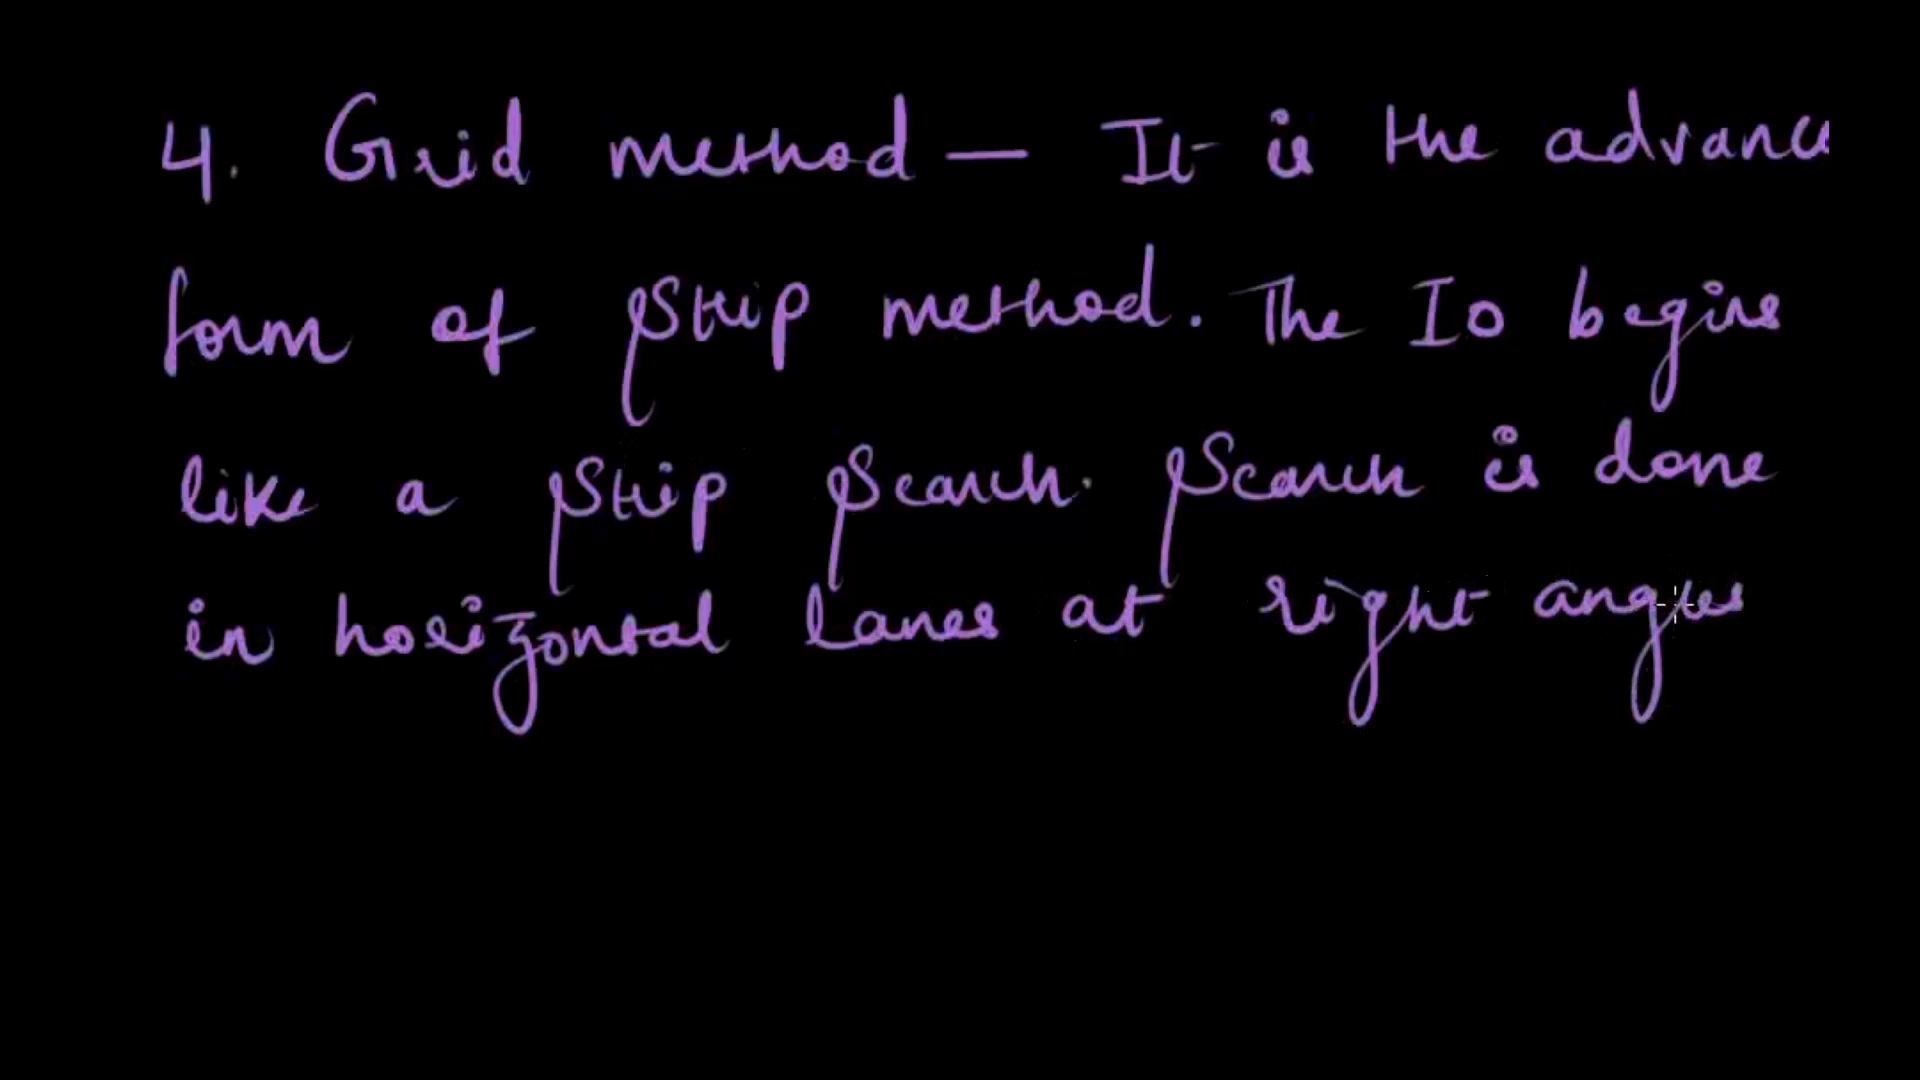 4. Grid method — It is the advance
form of strip method. The IO begins
like a strip search. Search is done
in horizontal lanes at right angles